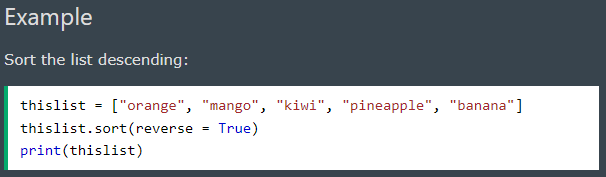 Example
Sort the list descending:
thislist = ["orange", "mango", "kiwi", "pineapple", "banana"]
thislist.sort(reverse = True)
print(thislist)